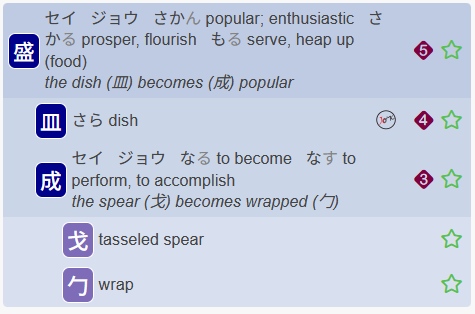 盛
セイ ジョウ さかん popular; enthusiastic さ
かる prosper, flourish もる serve, heap up
(food)
the dish (皿) becomes (成) popular
5
皿
さら dish
4
成
セイ ジョウ なる to become なす to
perform, to accomplish
the spear (戈) becomes wrapped (勹)
3
戈
tasseled spear
勹
wrap